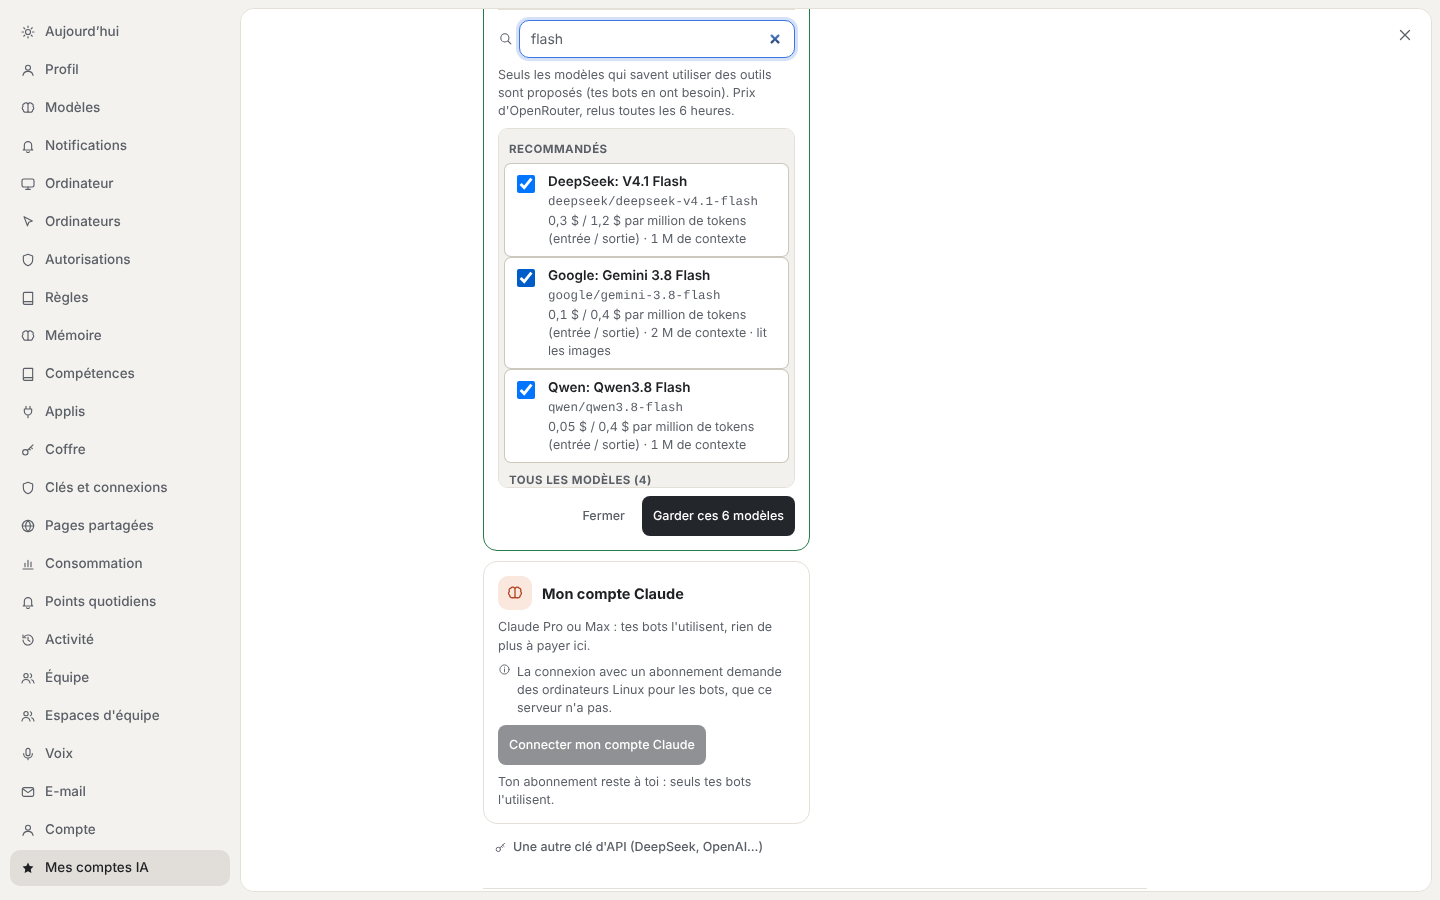 Aujourd'hui
Profil
Modèles
Notifications
Ordinateur
Ordinateurs
Autorisations
Règles
Mémoire
Compétences
Applis
Coffre
Clés et connexions
Pages partagées
Consommation
Points quotidiens
Activité
Équipe
Espaces d'équipe
Voix
E-mail
Compte
Mes comptes IA
flash
Seuls les modèles qui savent utiliser des outils
sont proposés (tes bots en ont besoin). Prix
d'OpenRouter, relus toutes les 6 heures.
RECOMMANDÉS
DeepSeek: V4.1 Flash
deepseek/deepseek-v4.1-flash
0,3 $ / 1,2 $ par million de tokens
(entrée / sortie) · 1 M de contexte
Google: Gemini 3.8 Flash
google/gemini-3.8-flash
0,1 $ / 0,4 $ par million de tokens
(entrée / sortie) · 2 M de contexte · lit
les images
Qwen: Qwen3.8 Flash
qwen/qwen3.8-flash
0,05 $ / 0,4 $ par million de tokens
(entrée / sortie) · 1 M de contexte
TOUS LES MODÈLES (4)
Fermer
Garder ces 6 modèles
Mon compte Claude
Claude Pro ou Max : tes bots l'utilisent, rien de
plus à payer ici.
La connexion avec un abonnement demande
des ordinateurs Linux pour les bots, que ce
serveur n'a pas.
Connecter mon compte Claude
Ton abonnement reste à toi : seuls tes bots
l'utilisent.
Une autre clé d'API (DeepSeek, OpenAI...)